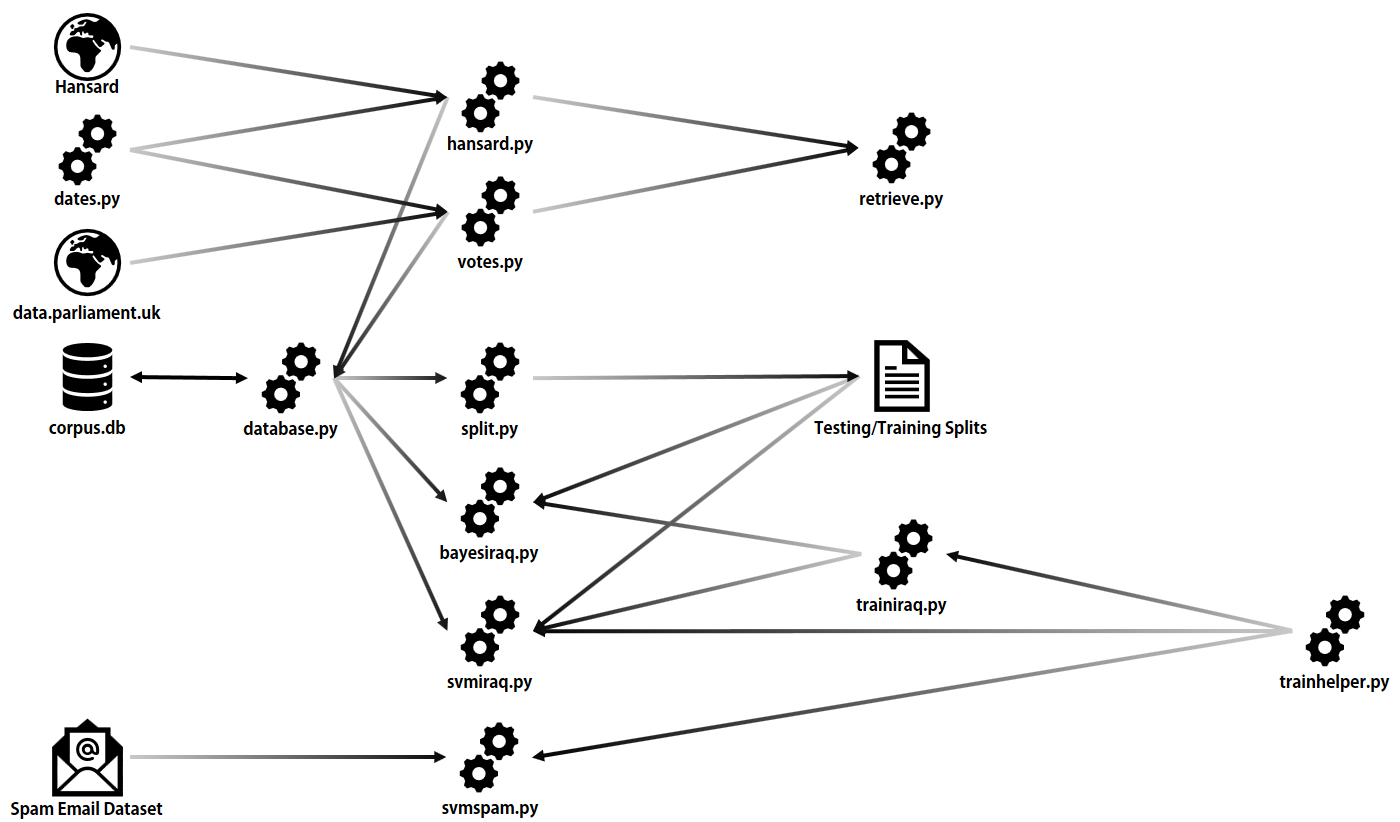 Hansard
hansard.py
dates.py
retrieve.py
votes.py
data.parliament.uk
corpus.db
database.py
split.py
Testing/Training Splits
bayesiraq.py
trainiraq.py
svmiraq.py
trainhelper.py
Spam Email Dataset
svmspam.py